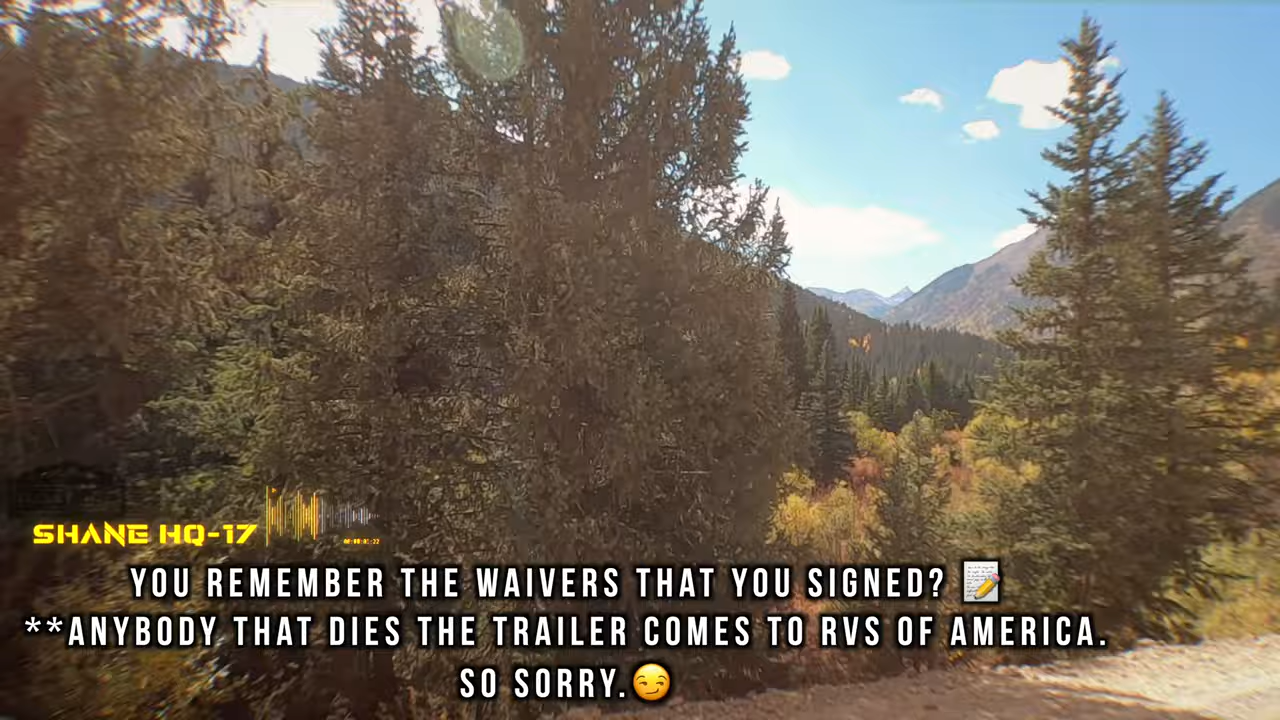 SHANE HQ-17
YOU REMEMBER THE WAIVERS THAT YOU SIGNED? 📝
**ANYBODY THAT DIES THE TRAILER COMES TO RVS OF AMERICA.
SO SORRY.😏